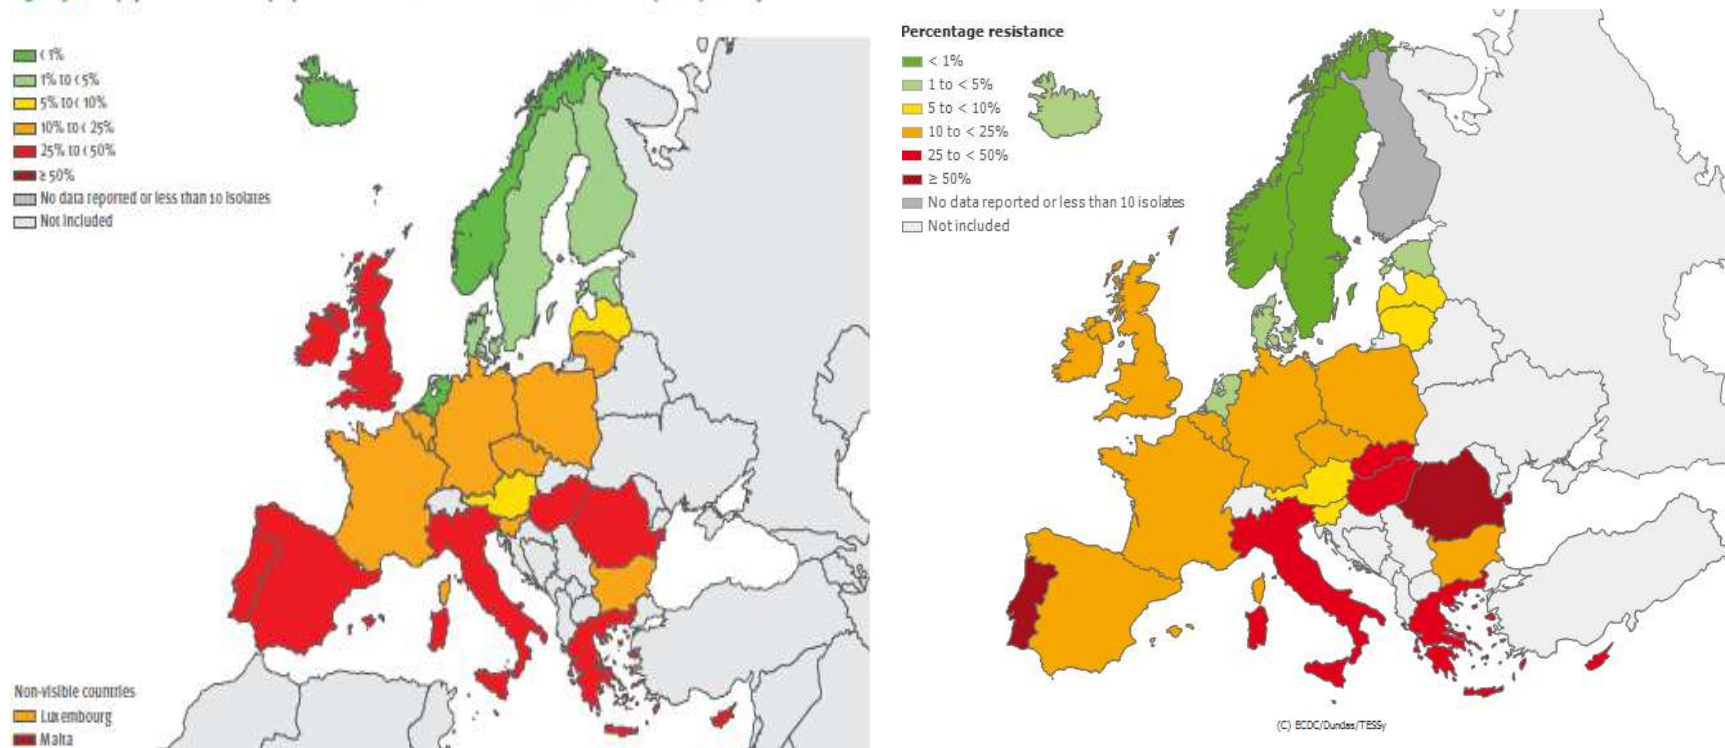 < 1%
1% to < 5%
5% to < 10%
10% to < 25%
25% to < 50%
≥ 50%
No data reported or less than 10 isolates
Not included
Non-visible countries
Luxembourg
Malta
Percentage resistance
< 1%
1 to < 5%
5 to < 10%
10 to < 25%
25 to < 50%
≥ 50%
No data reported or less than 10 isolates
Not included
(C) ECDC/Dundas/TESSy